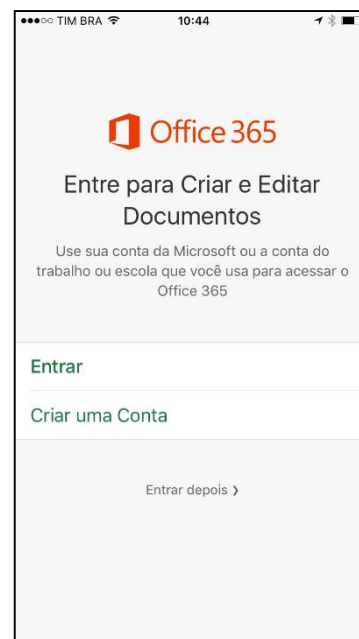 TIM BRA 10:44
Office 365
Entre para Criar e Editar
Documentos
Use sua conta da Microsoft ou a conta do
trabalho ou escola que você usa para acessar o
Office 365
Entrar
Criar uma Conta
Entrar depois ❯